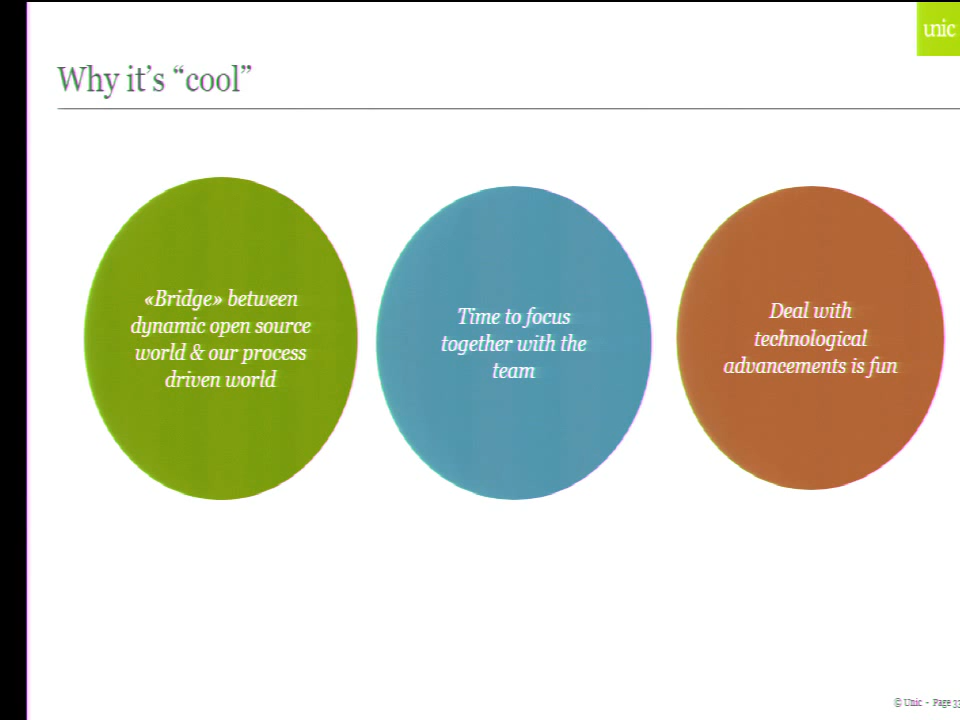 unic
Why it's “cool”
«Bridge» between
dynamic open source
world & our process
driven world
Time to focus
together with the
team
Deal with
technological
advancements is fun
© Unic - Page 33